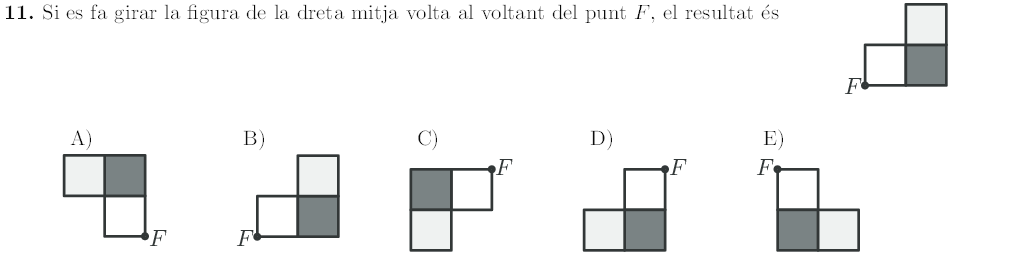 11. Si es fa girar la figura de la dreta mitja volta al voltant del punt F, el resultat és
F
A) B) C) D) E)
F F F F F